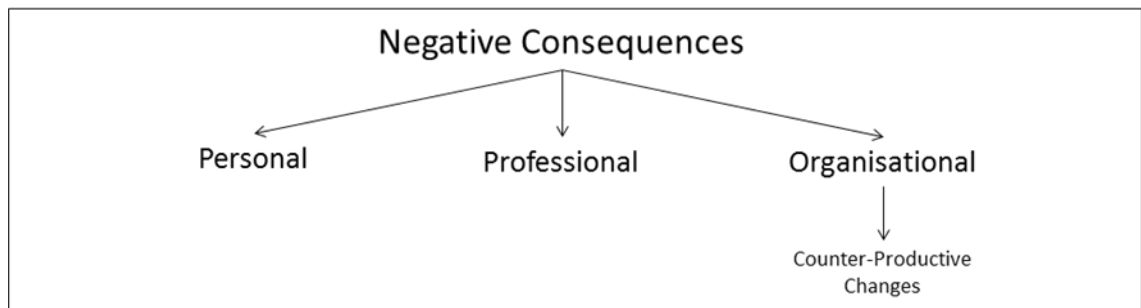 Negative Consequences
Personal
Professional
Organisational
Counter-Productive
Changes